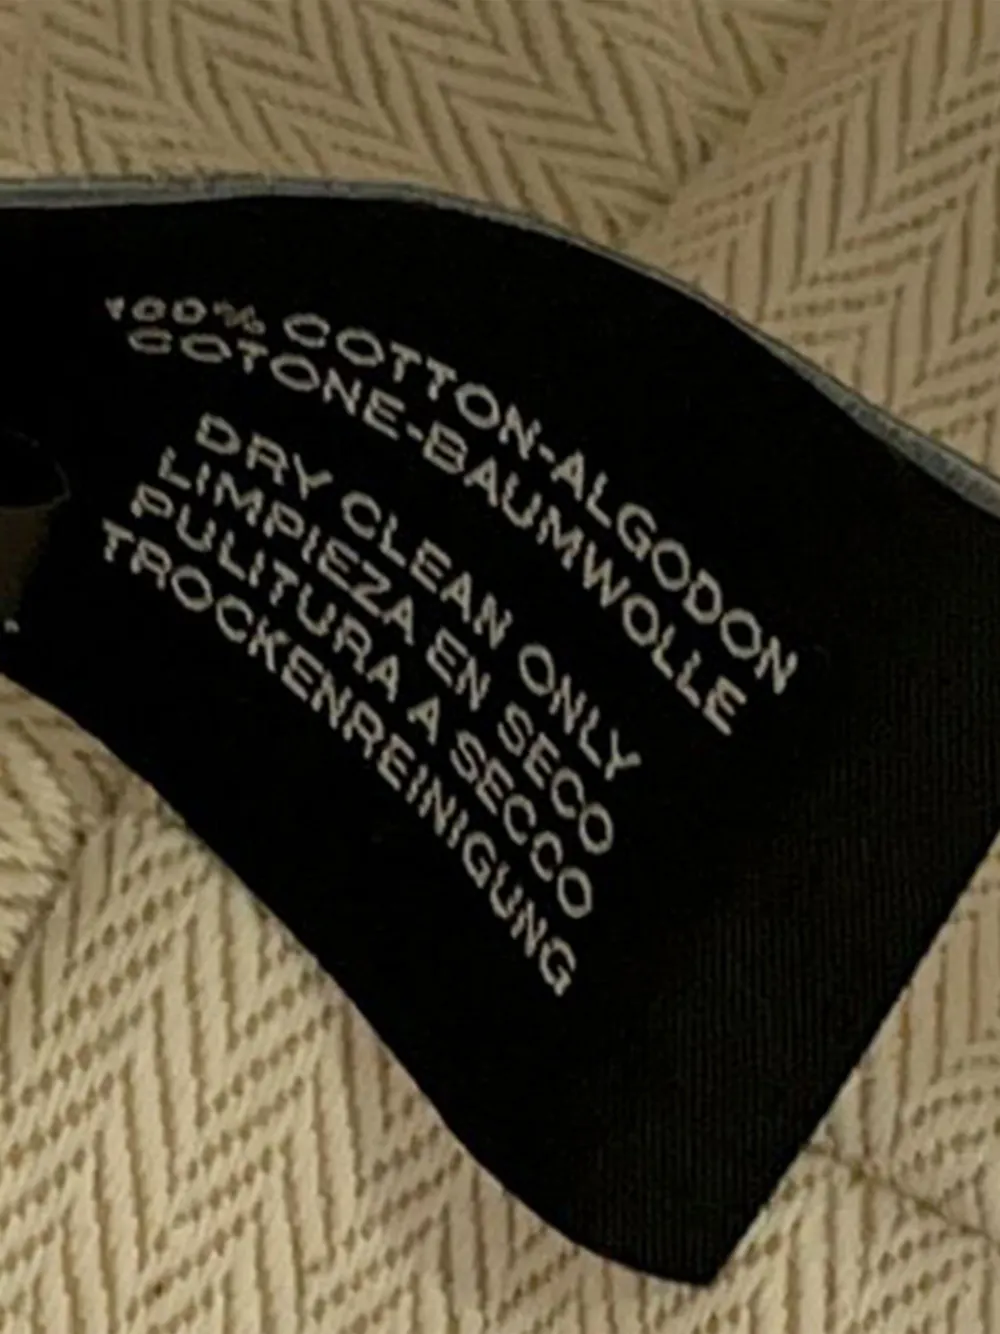 100% COTTON-ALGODON
COTONE-BAUMWOLLE
DRY CLEAN ONLY
LIMPIEZA EN SECO
PULITURA A SECCO
TROCKENREINIGUNG